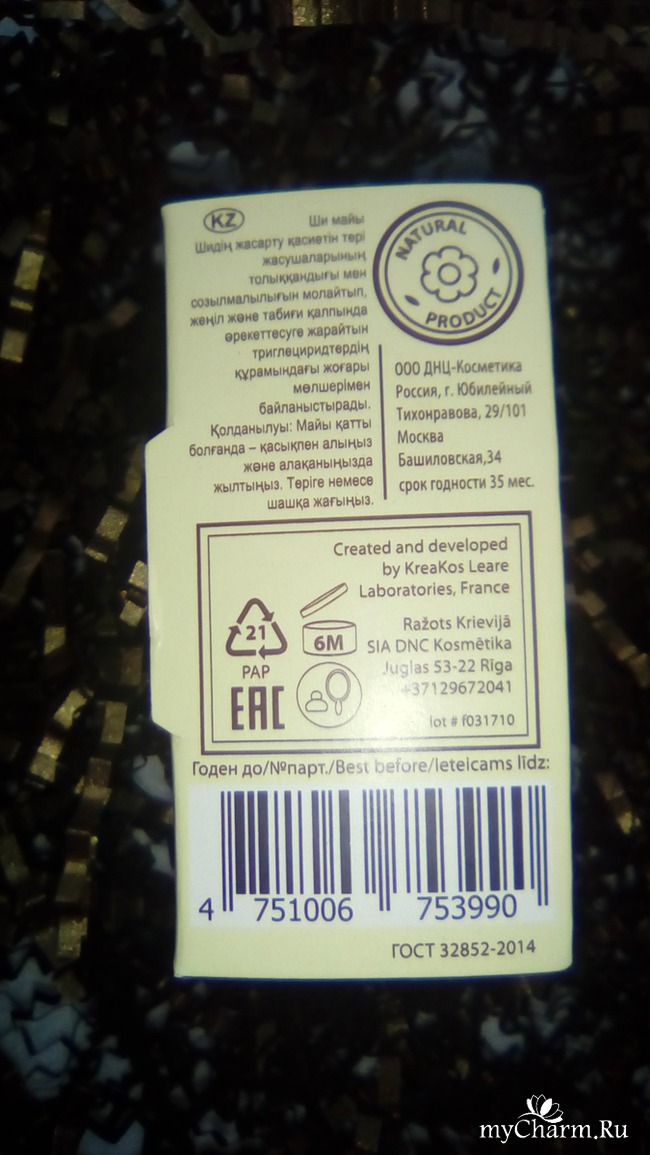 KZ
Ши майы
Шидің жасарту қасиетін тері
жасушаларының
толыққандығы мен
созылмалылығын молайтып,
жеңіл және табиғи қалпында
әрекеттесуге жарайтын
триглециридтердің
құрамындағы жоғары
мөлшерімен
байланыстырады.
Қолданылуы: Майы қатты
болғанда – қасықпен алыңыз
және алақаныңызда
жылтыңыз. Теріге немесе
шашқа жағыңыз.
NATURAL
PRODUCT
ООО ДНЦ-Косметика
Россия, г. Юбилейный
Тихонравова, 29/101
Москва
Башиловская,34
срок годности 35 мес.
Created and developed
by KreaKos Leare
Laboratories, France
21
PAP
6M
EAC
Ražots Krievijā
SIA DNC Kosmētika
Juglas 53-22 Rīga
+37129672041
lot # f031710
Годен до/№парт./Best before/Ieteicams līdz:
4 751006 753990
ГОСТ 32852-2014
myCharm.Ru